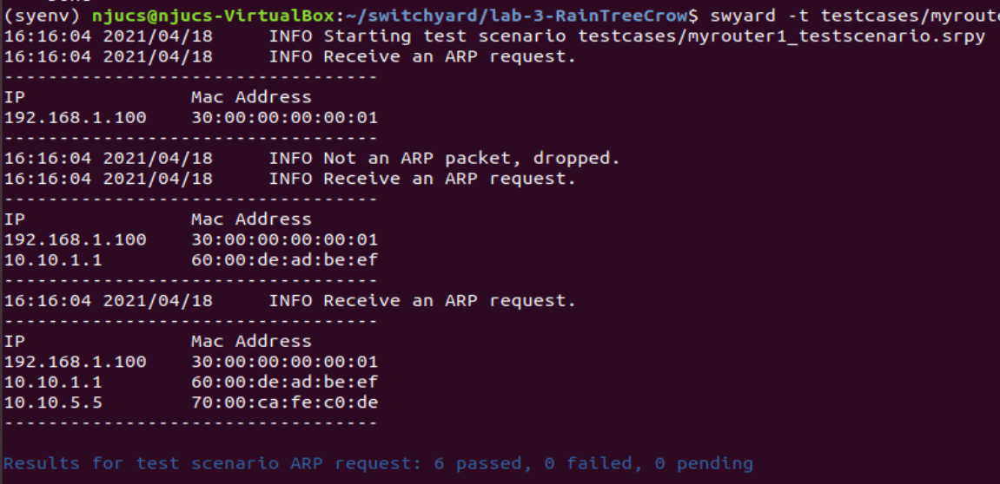 (syenv) njucs@njucs-VirtualBox:~/switchyard/lab-3-RainTreeCrow$ swyard -t testcases/myroute
16:16:04 2021/04/18     INFO Starting test scenario testcases/myrouter1_testscenario.srpy
16:16:04 2021/04/18     INFO Receive an ARP request.
----------------------------------
IP               Mac Address
192.168.1.100    30:00:00:00:00:01
----------------------------------
16:16:04 2021/04/18     INFO Not an ARP packet, dropped.
16:16:04 2021/04/18     INFO Receive an ARP request.
----------------------------------
IP               Mac Address
192.168.1.100    30:00:00:00:00:01
10.10.1.1        60:00:de:ad:be:ef
----------------------------------
16:16:04 2021/04/18     INFO Receive an ARP request.
----------------------------------
IP               Mac Address
192.168.1.100    30:00:00:00:00:01
10.10.1.1        60:00:de:ad:be:ef
10.10.5.5        70:00:ca:fe:c0:de
----------------------------------
Results for test scenario ARP request: 6 passed, 0 failed, 0 pending